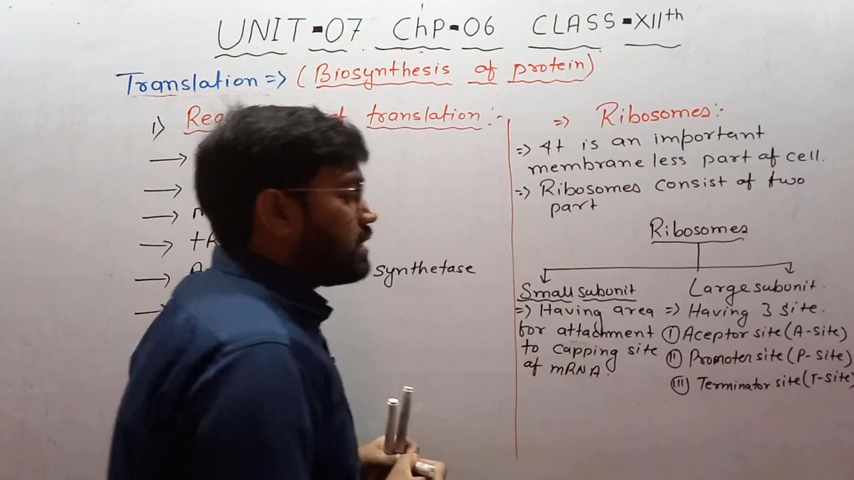 UNIT-07 ChP-06 CLASS-XIIth
Translation => (Biosynthesis of protein)
1) translation:-
synthetase
=> Ribosomes:-
=> It is an important
membrane less part of cell.
=> Ribosomes consist of two
part
Ribosomes
Small subunit
=> Having area
for attachment
to capping site
of mRNA.
Large subunit.
=> Having 3 site.
(I) Aceptor site (A-site)
(II) Promoter site (P-site)
(III) Terminator site (T-site)